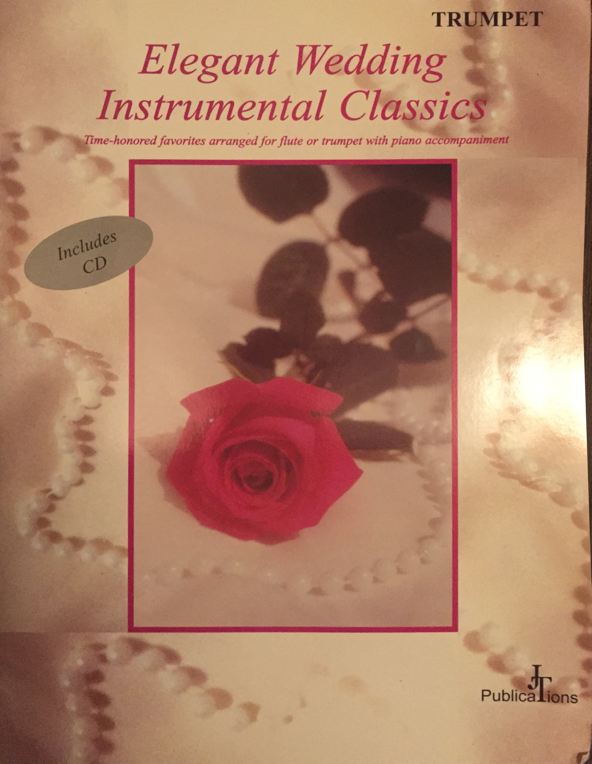 TRUMPET
Elegant Wedding
Instrumental Classics
Time-honored favorites arranged for flute or trumpet with piano accompaniment
Includes
CD
JT
Publications